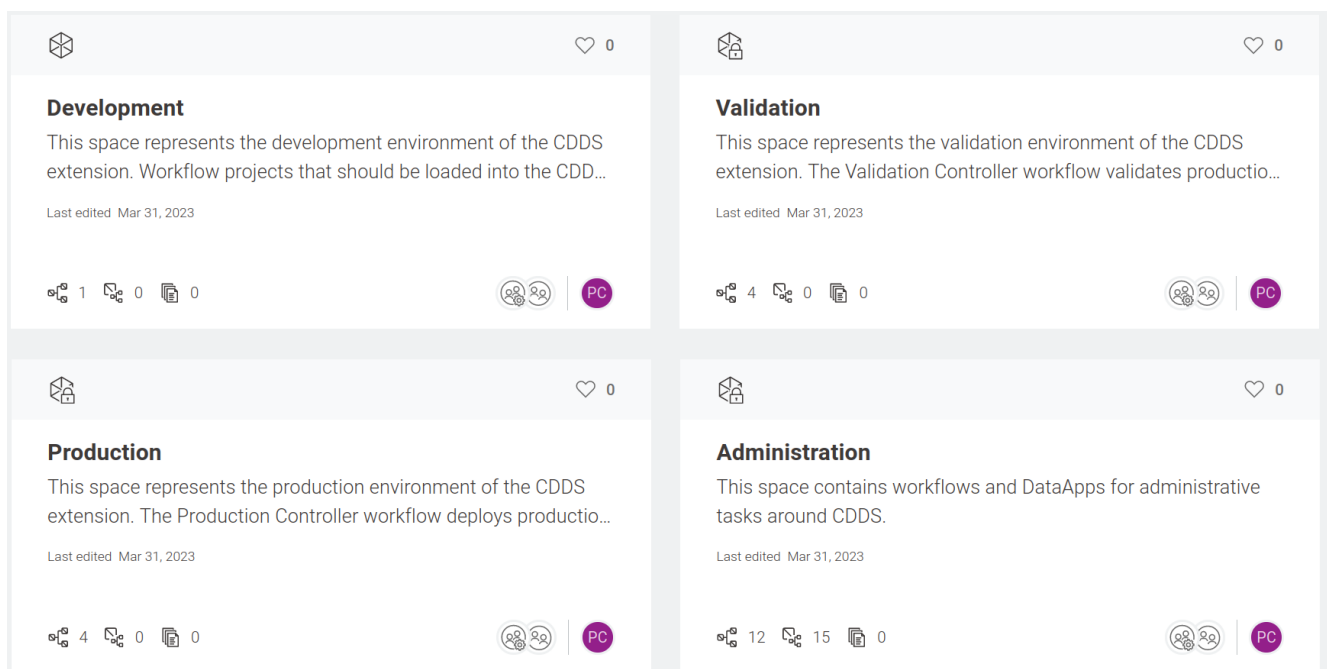 0
Development
This space represents the development environment of the CDDS
extension. Workflow projects that should be loaded into the CDD...
Last edited Mar 31, 2023
1 0 0
PC
0
Validation
This space represents the validation environment of the CDDS
extension. The Validation Controller workflow validates productio...
Last edited Mar 31, 2023
4 0 0
PC
0
Production
This space represents the production environment of the CDDS
extension. The Production Controller workflow deploys productio...
Last edited Mar 31, 2023
4 0 0
PC
0
Administration
This space contains workflows and DataApps for administrative
tasks around CDDS.
Last edited Mar 31, 2023
12 15 0
PC